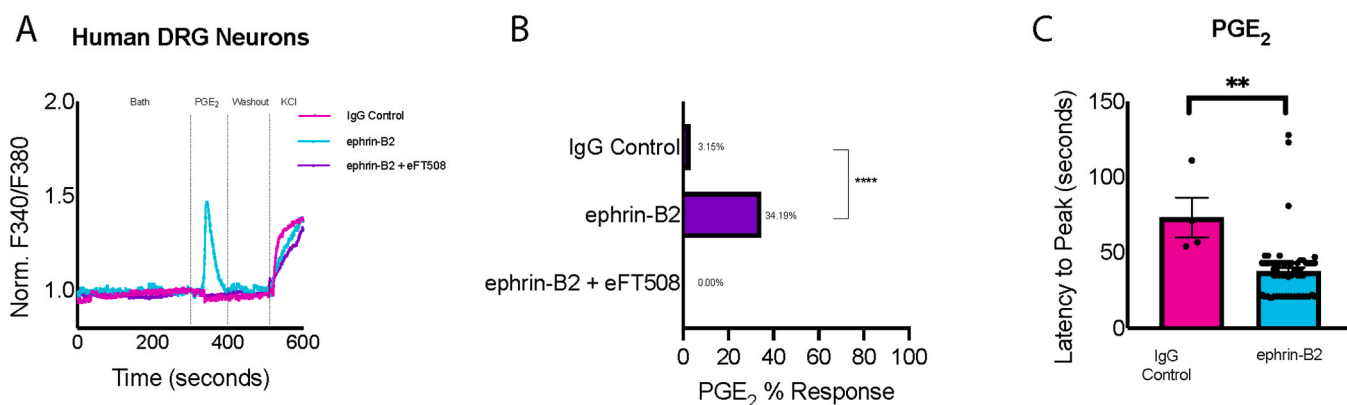 A
Human DRG Neurons
Norm. F340/F380
2.0
1.5
1.0
Bath
PGE₂
Washout
KCl
IgG Control
ephrin-B2
ephrin-B2 + eFT508
0
200
400
600
Time (seconds)
B
IgG Control
3.15%
ephrin-B2
34.19%
ephrin-B2 + eFT508
0.00%
****
0
20
40
60
80
100
PGE₂ % Response
C
PGE₂
**
Latency to Peak (seconds)
150
100
50
0
IgG
Control
ephrin-B2